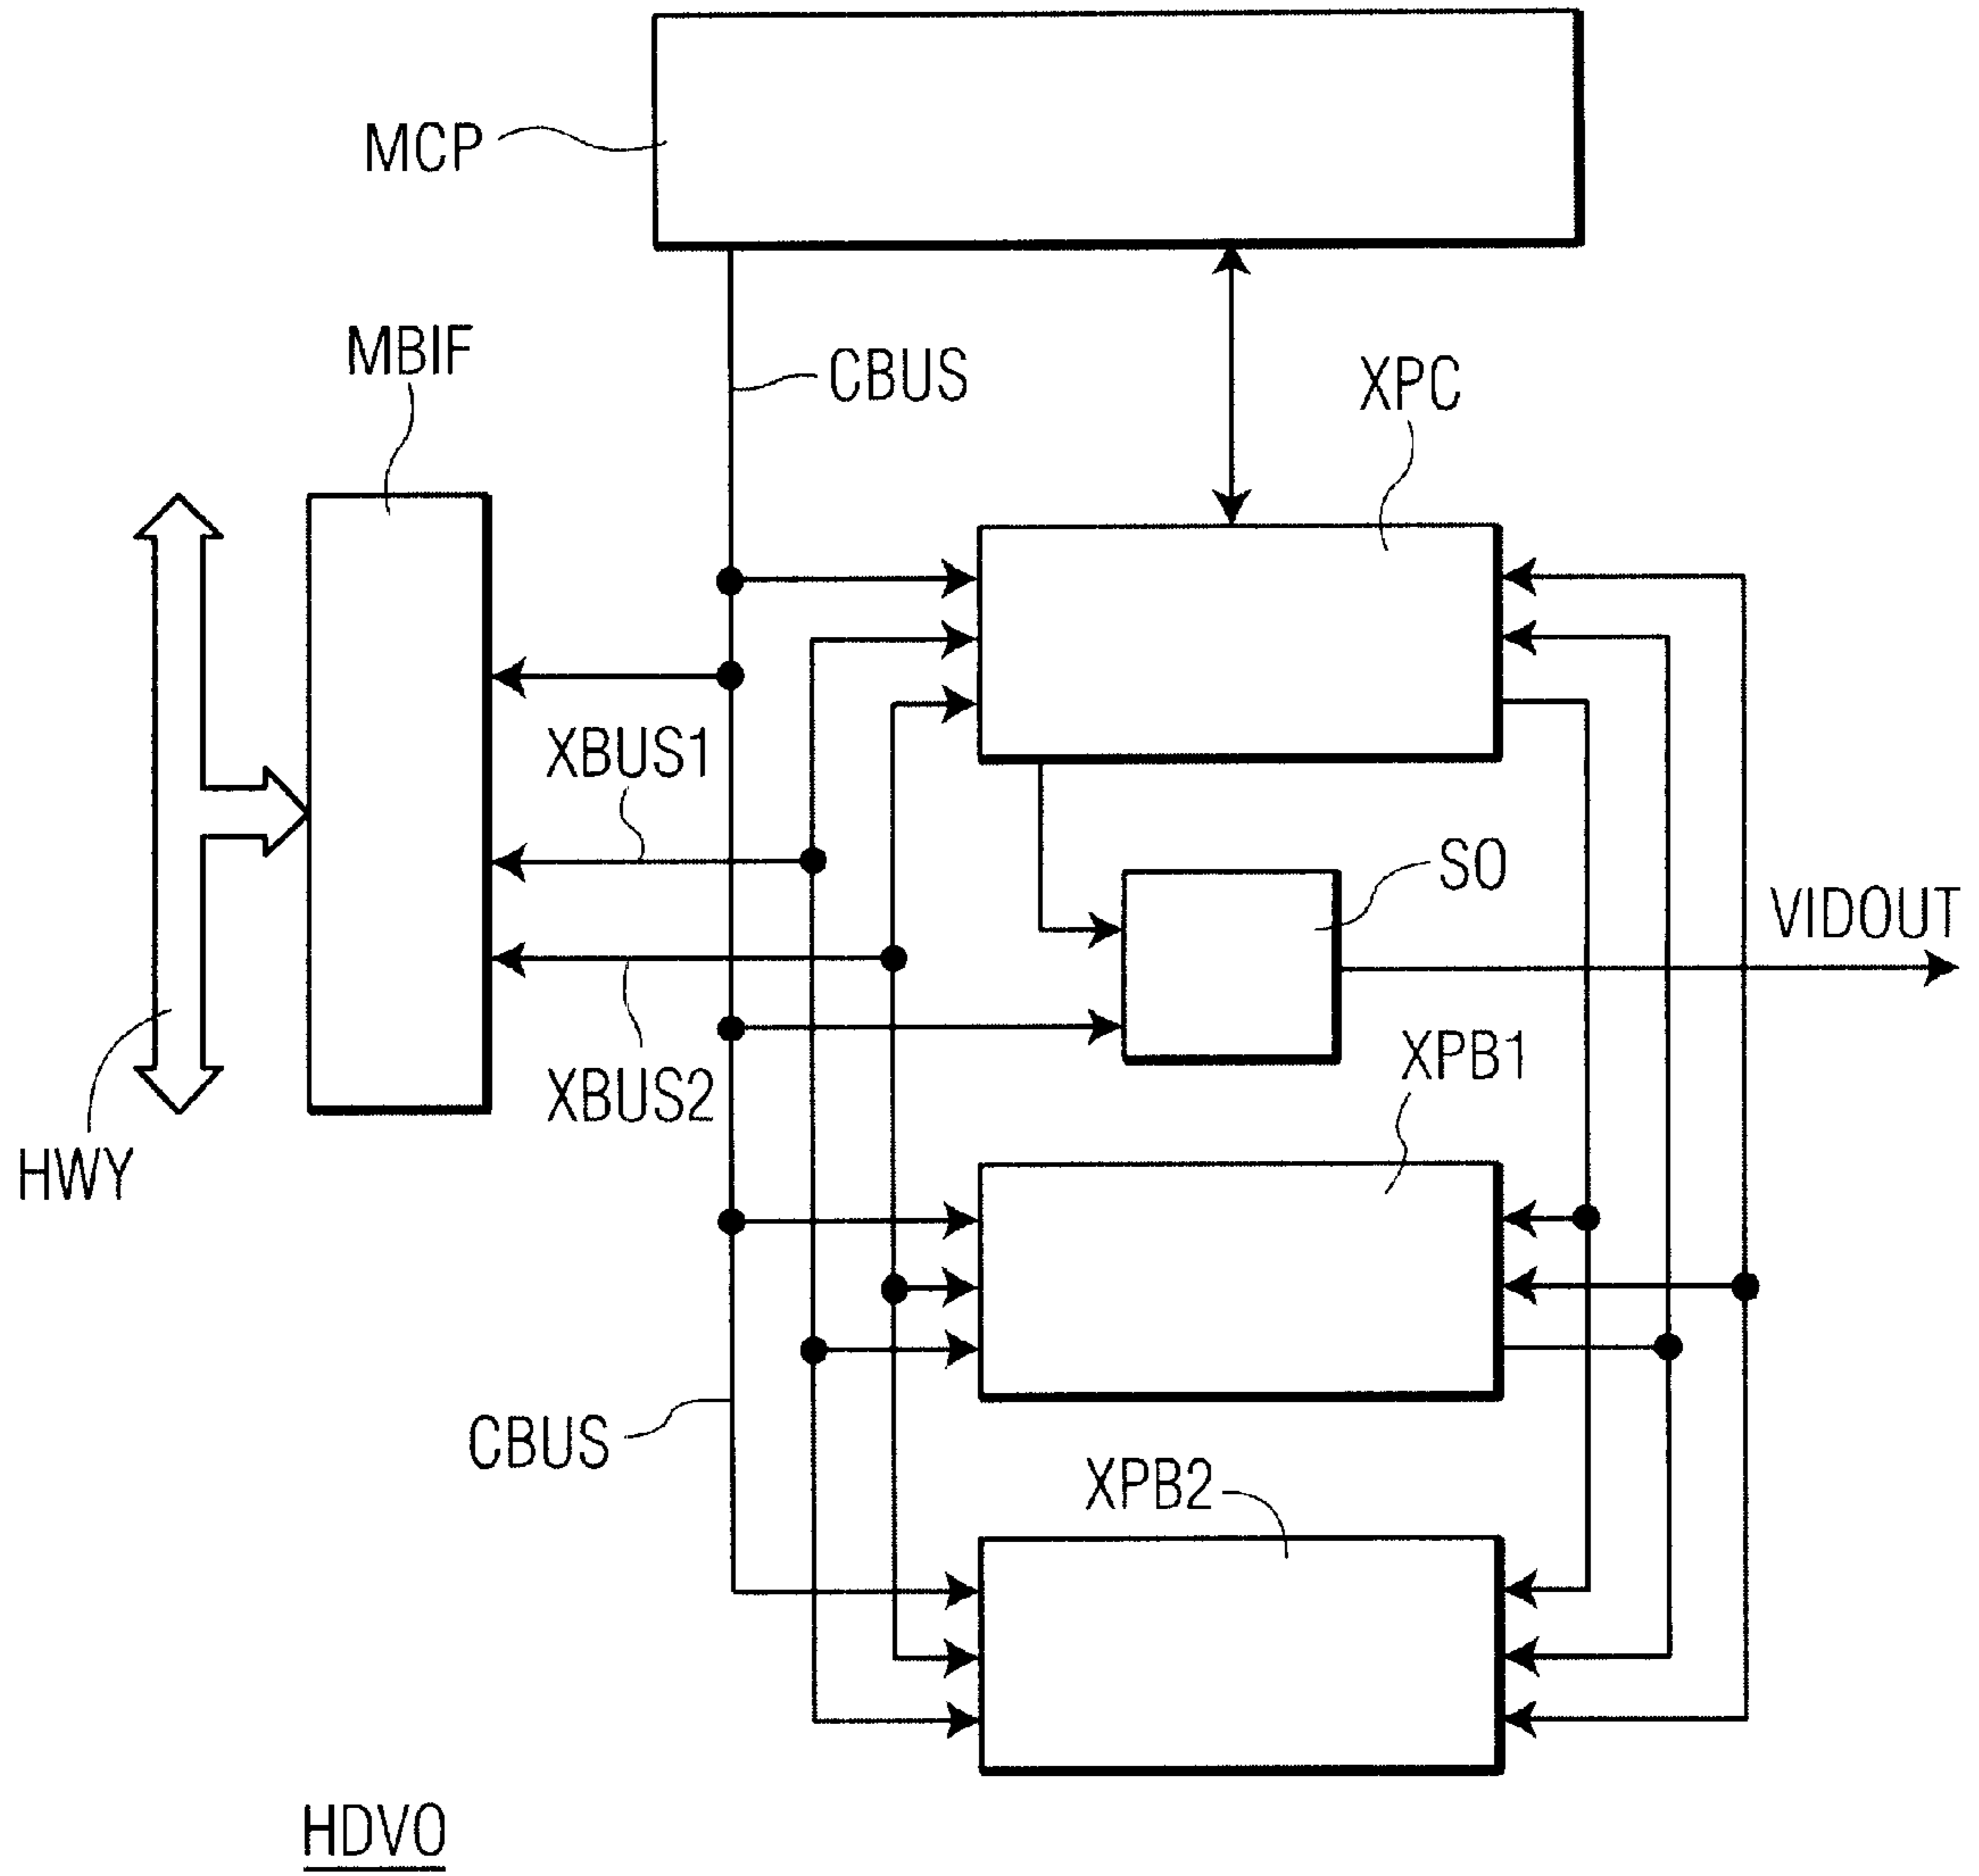 MCP
MBIF
CBUS
XPC
XBUS1
SO
VIDOUT
XPB1
XBUS2
HWY
CBUS
XPB2
HDVO